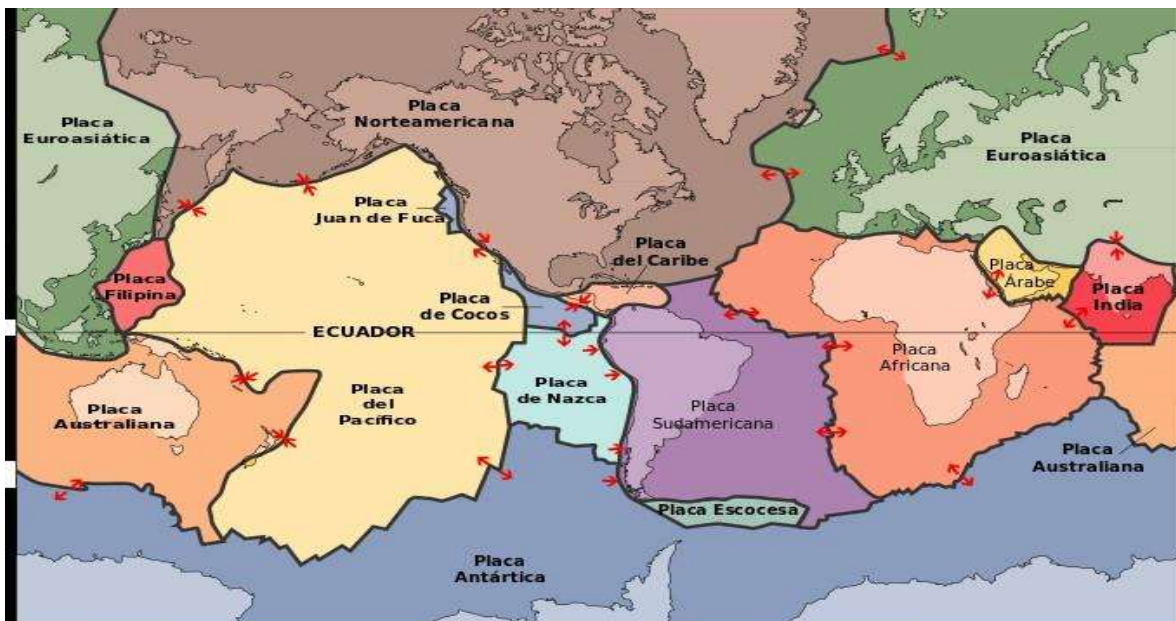 Placa
Euroasiática
Placa
Norteamericana
Placa
Euroasiática
Placa
Juan de Fuca
Placa
del Caribe
Placa
Filipina
Placa
Árabe
Placa
India
Placa
de Cocos
ECUADOR
Placa
Africana
Placa
Australiana
Placa
del
Pacífico
Placa
de Nazca
Placa
Sudamericana
Placa
Australiana
Placa Escocesa
Placa
Antártica